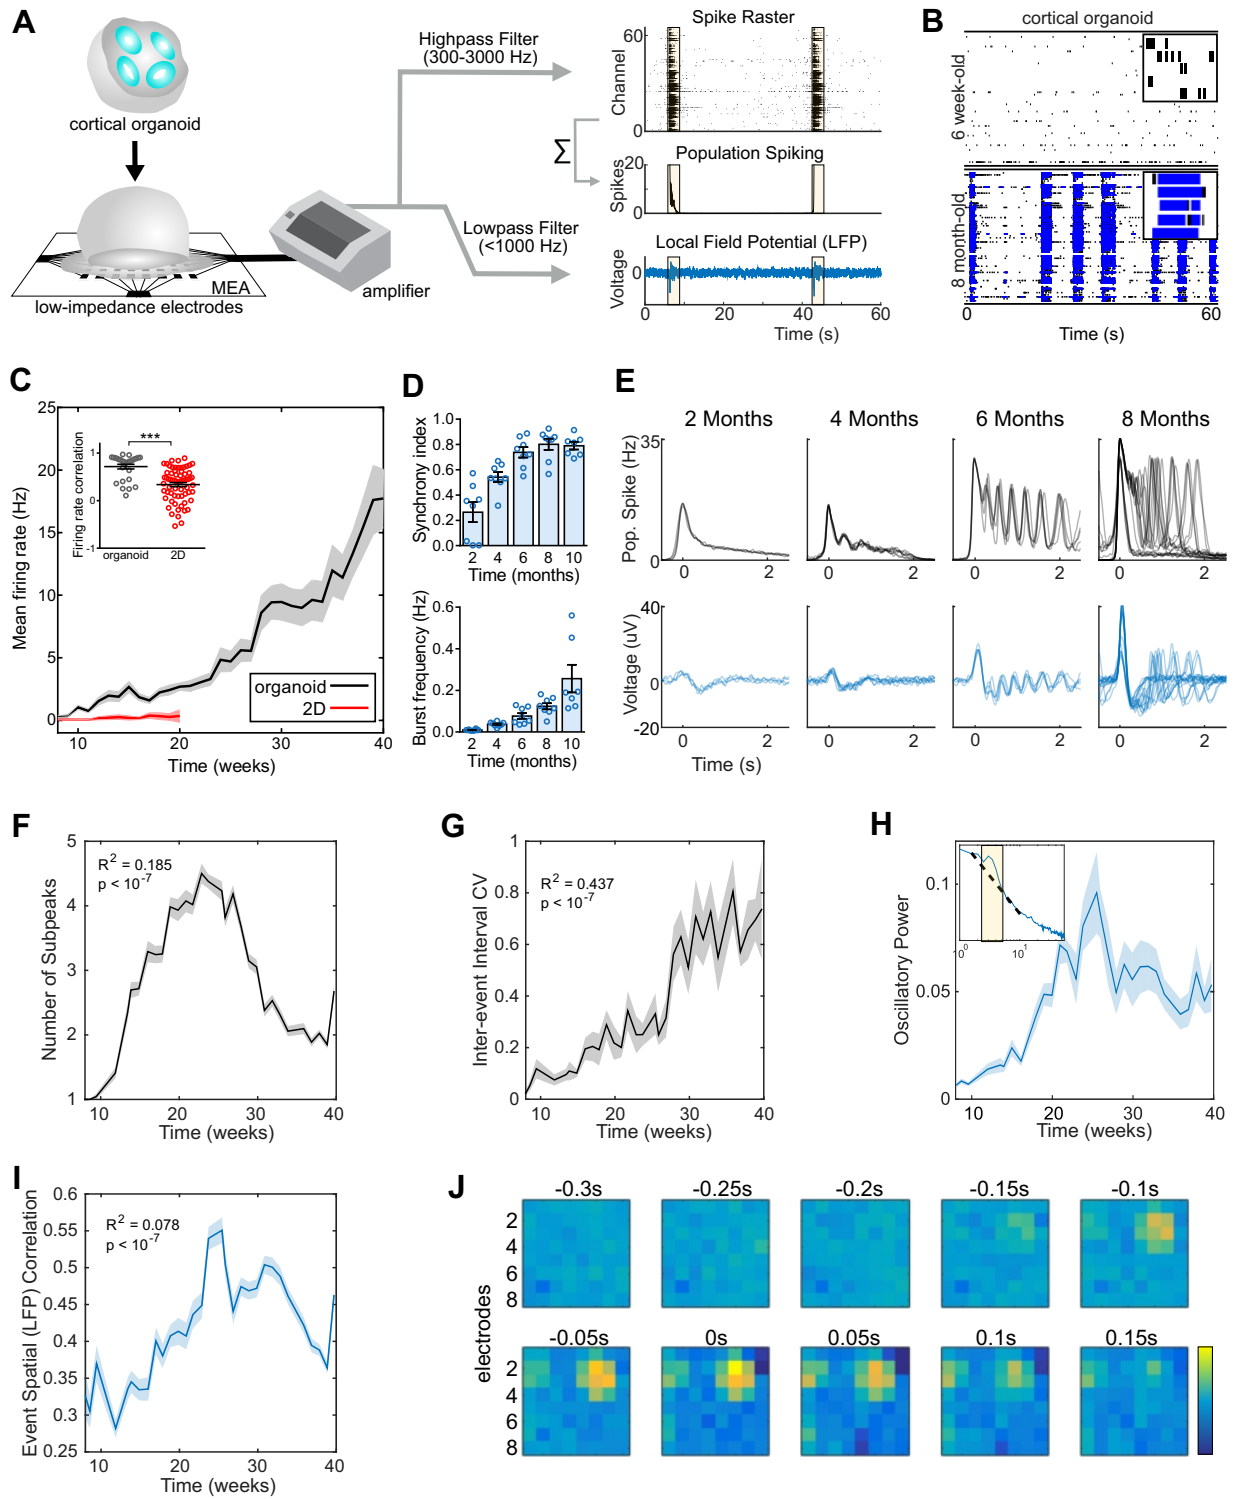 A
cortical organoid
MEA
low-impedance electrodes
amplifier
Highpass Filter
(300-3000 Hz)
Lowpass Filter
(<1000 Hz)
Σ
Spike Raster
Channel
60
0
Population Spiking
Spikes
20
0
Local Field Potential (LFP)
Voltage
0
0 20 40 60
Time (s)
B
cortical organoid
6 week-old
8 month-old
0 60
Time (s)
C
Mean firing rate (Hz)
25
20
15
10
5
0
10 20 30 40
Time (weeks)
Firing rate correlation
1
0
-1
***
organoid 2D
organoid
2D
D
Synchrony index
1.0
0.8
0.6
0.4
0.2
0.0
2 4 6 8 10
Time (months)
Burst frequency (Hz)
0.6
0.4
0.2
0.0
2 4 6 8 10
Time (months)
E
2 Months 4 Months 6 Months 8 Months
Pop. Spike (Hz)
35
0
0 2 0 2 0 2 0 2
Voltage (uV)
40
0
-20
0 2 0 2 0 2 0 2
Time (s)
F
Number of Subpeaks
5
4
3
2
1
R2 = 0.185
p < 10-7
10 20 30 40
Time (weeks)
G
Inter-event Interval CV
1
0.8
0.6
0.4
0.2
0
R2 = 0.437
p < 10-7
10 20 30 40
Time (weeks)
H
Oscillatory Power
0.1
0.05
0
10^0 10^1
10 20 30 40
Time (weeks)
I
Event Spatial (LFP) Correlation
0.6
0.55
0.5
0.45
0.4
0.35
0.3
0.25
R2 = 0.078
p < 10-7
10 20 30 40
Time (weeks)
J
electrodes
-0.3s -0.25s -0.2s -0.15s -0.1s
2
4
6
8
-0.05s 0s 0.05s 0.1s 0.15s
2
4
6
8